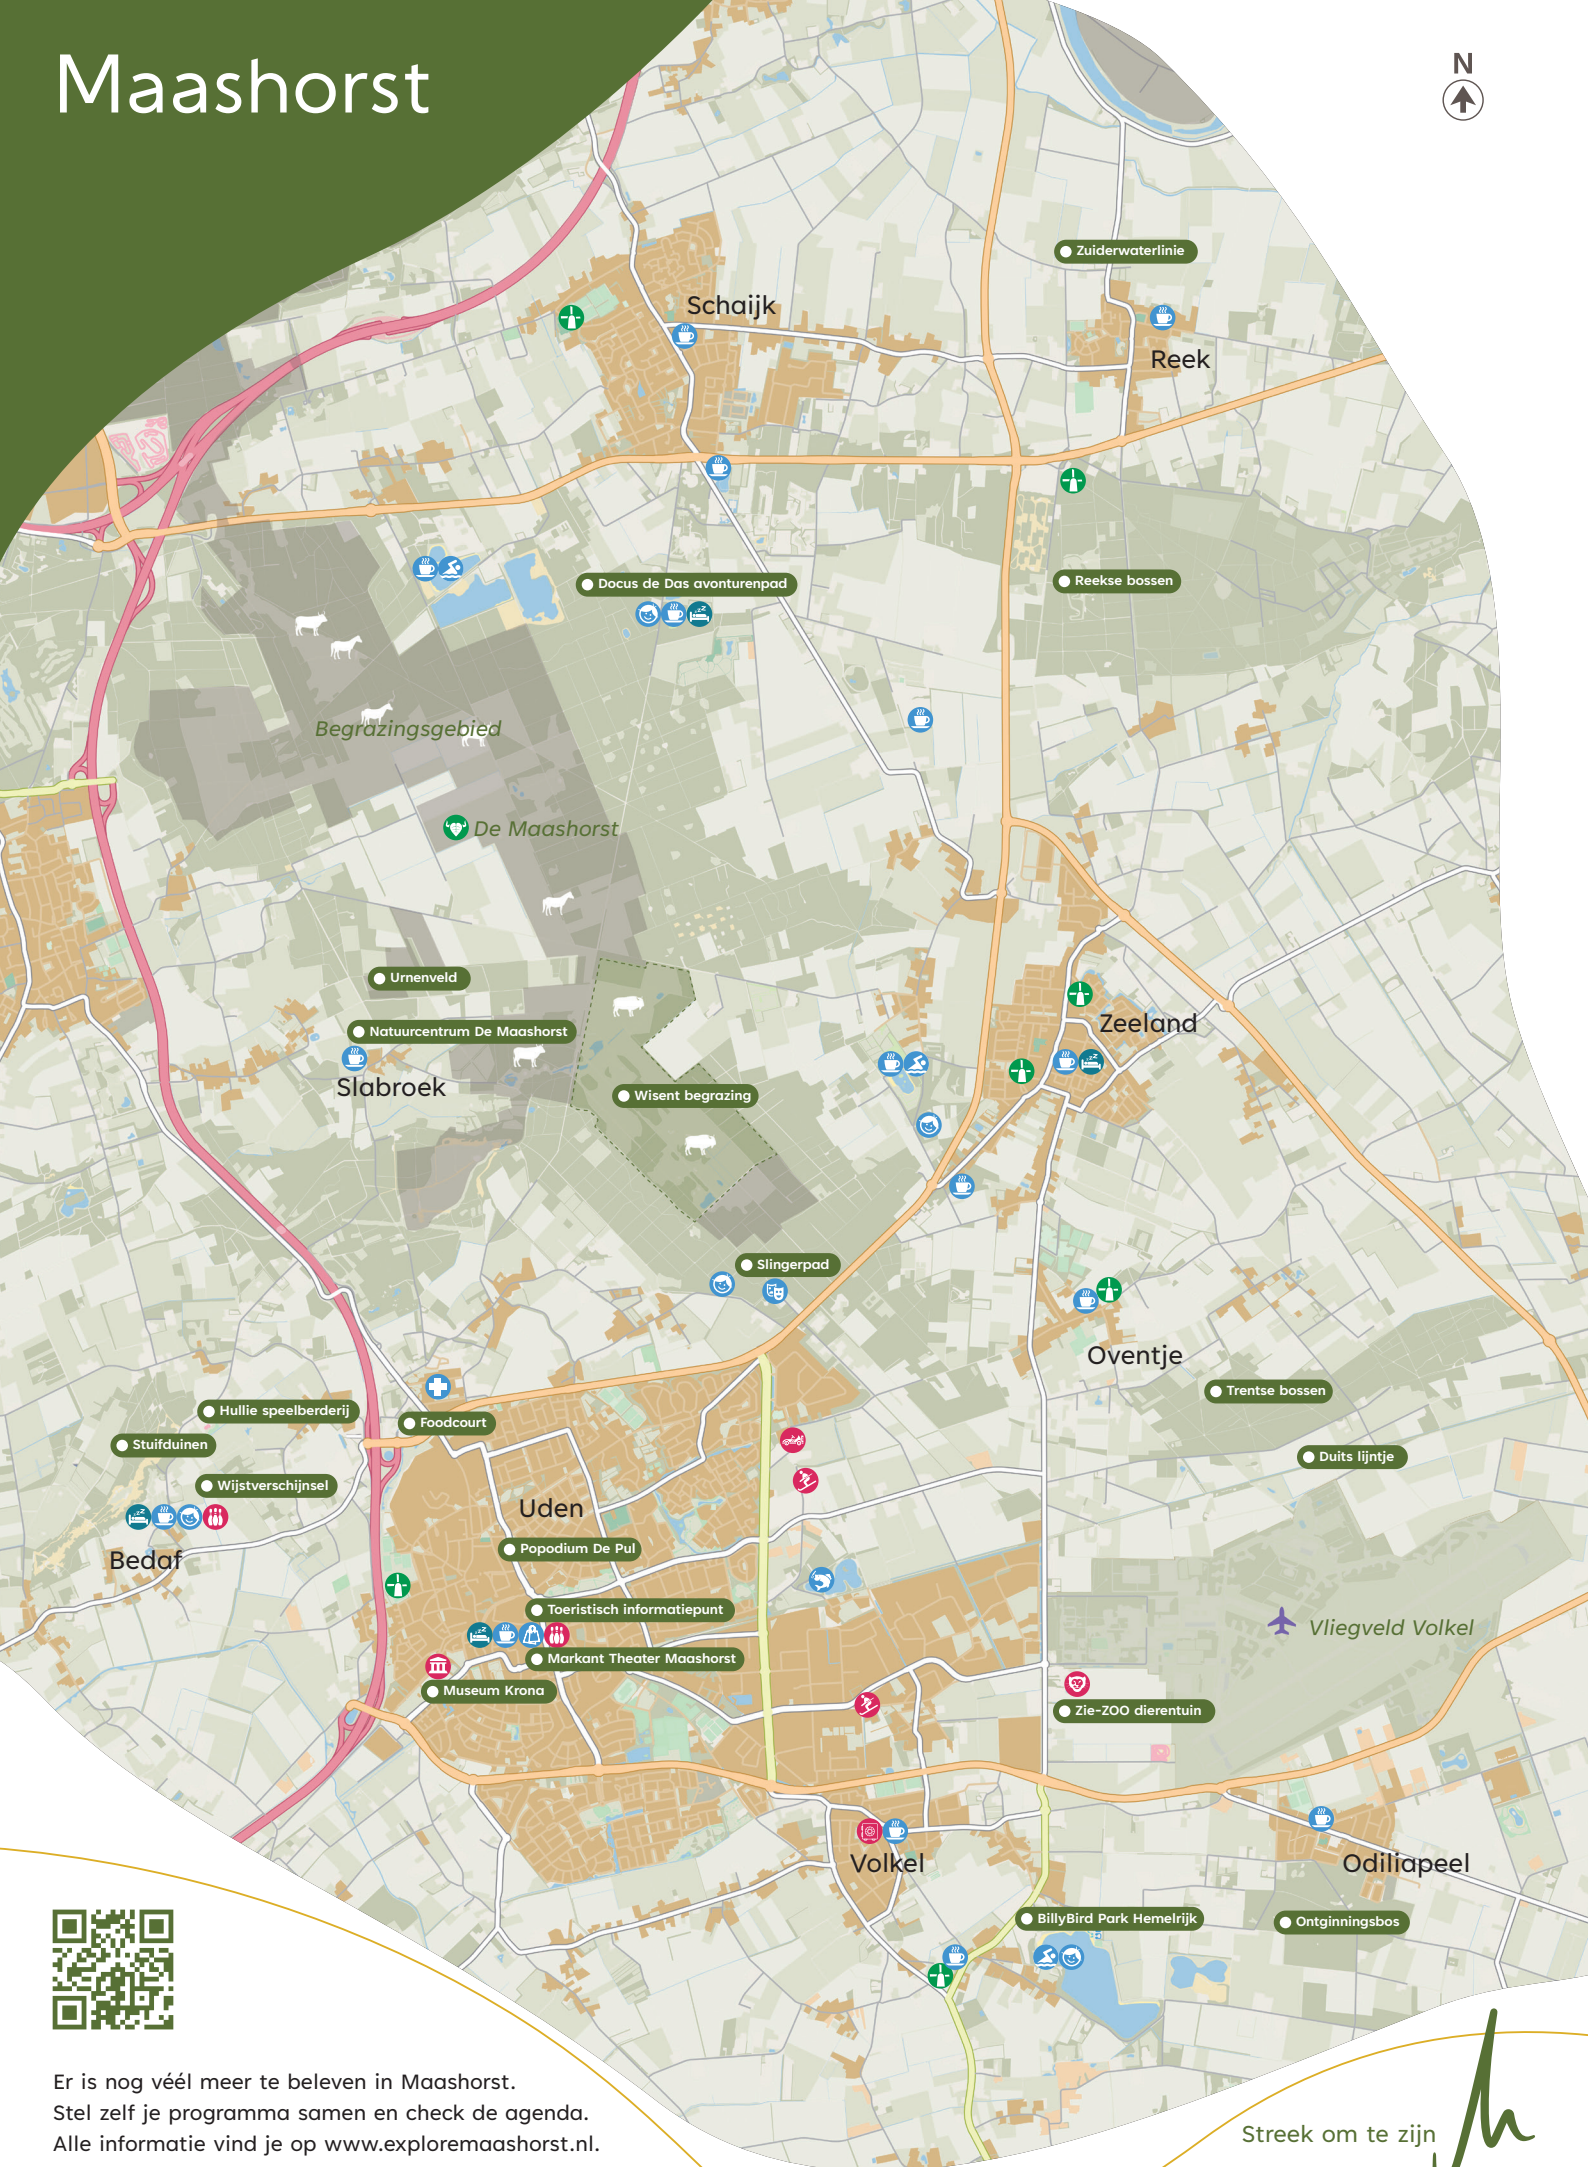 Maashorst
N
Zuiderwaterlinie
Schaijk
Reek
Docus de Das avonturenpad
Reekse bossen
Begrazingsgebied
De Maashorst
Urnenveld
Natuurcentrum De Maashorst
Zeeland
Slabroek
Wisent begrazing
Slingerpad
Oventje
Trentse bossen
Hullie speelberderij
Foodcourt
Stuifduinen
Duits lijntje
Wijstverschijnsel
Uden
Popodium De Pul
Bedaf
Toeristisch informatiepunt
Vliegveld Volkel
Markant Theater Maashorst
Museum Krona
Zie-ZOO dierentuin
Volkel
Odiliapeel
BillyBird Park Hemelrijk
Ontginningsbos
Er is nog véél meer te beleven in Maashorst.
Stel zelf je programma samen en check de agenda.
Alle informatie vind je op www.exploremaashorst.nl.
Streek om te zijn